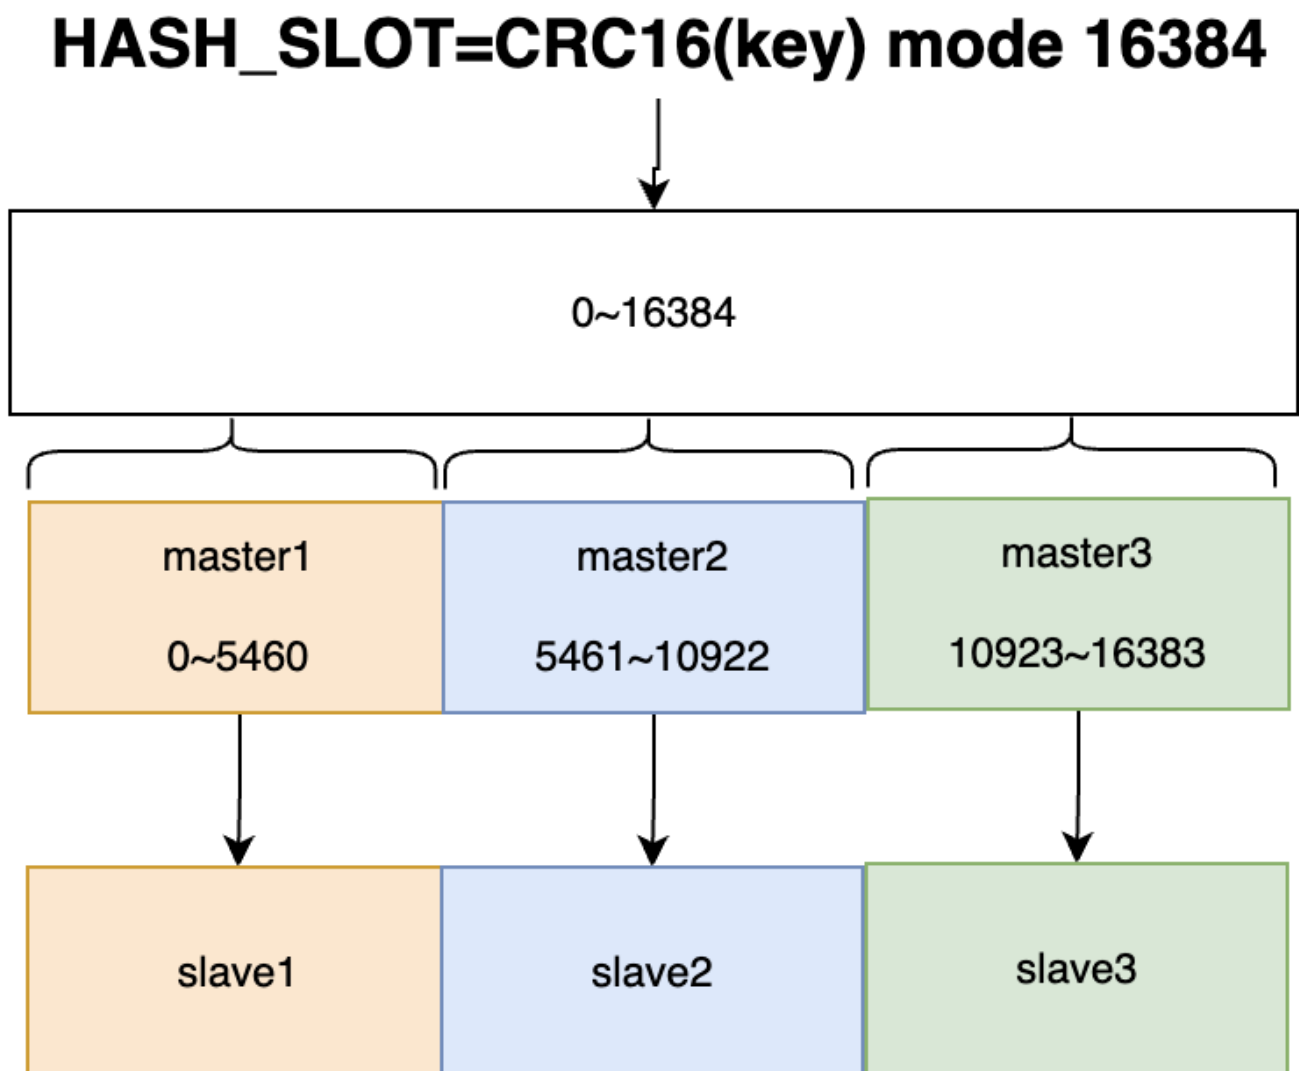 HASH_SLOT=CRC16(key) mode 16384
0~16384
master1
0~5460
master2
5461~10922
master3
10923~16383
slave1
slave2
slave3